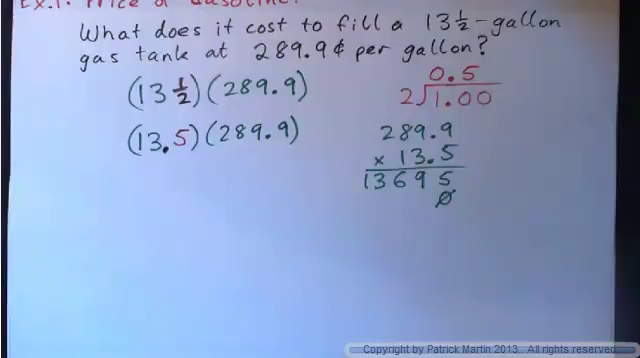 Ex.1: Price of Gasoline.
What does it cost to fill a 13½-gallon
gas tank at 289.9¢ per gallon?
(13½)(289.9)
(13.5)(289.9)
0.5
2)1.00
289.9
× 13.5
13695
0
Copyright by Patrick Martin 2013. All rights reserved